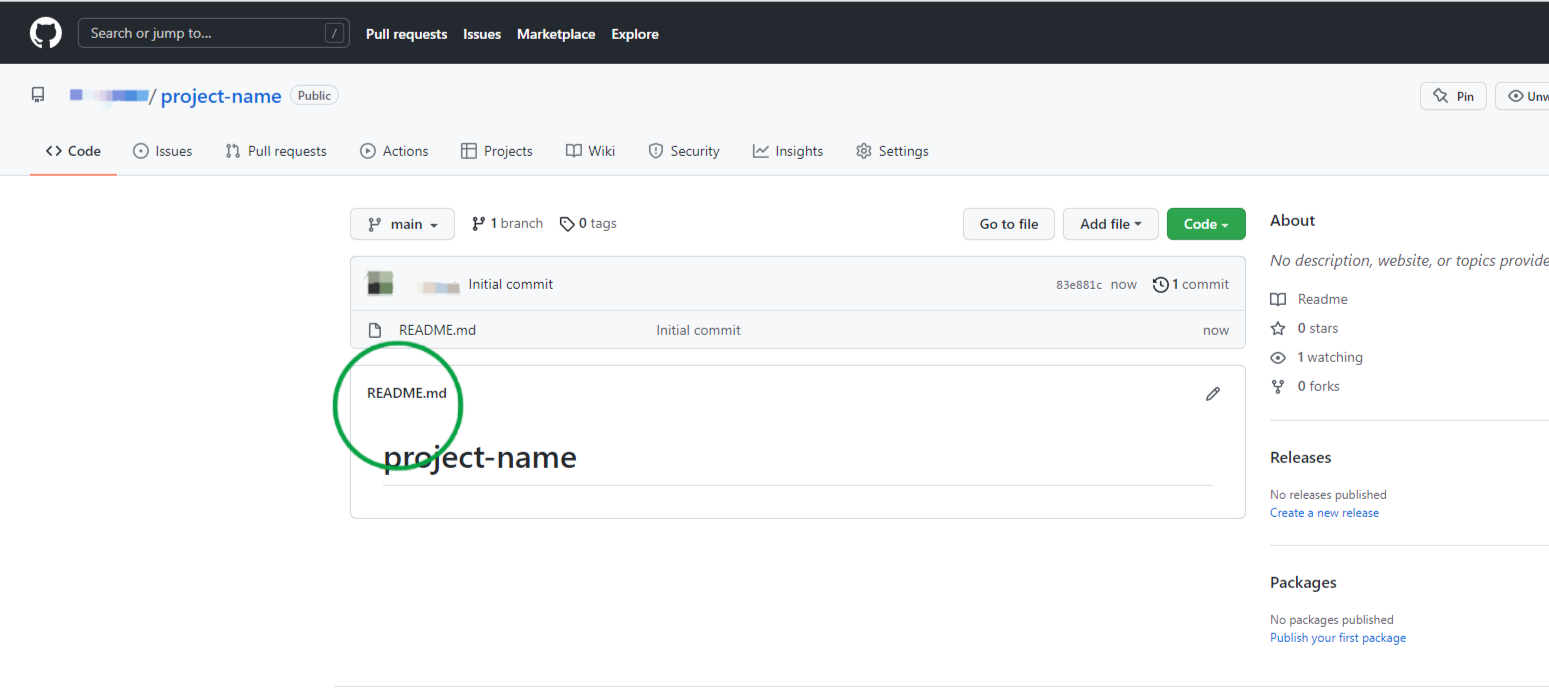 Search or jump to... /
Pull requests Issues Marketplace Explore
/ project-name Public
Pin
Unw
Code Issues Pull requests Actions Projects Wiki Security Insights Settings
main 1 branch 0 tags
Go to file Add file Code
Initial commit 83e881c now 1 commit
README.md Initial commit now
README.md
project-name
About
No description, website, or topics provide
Readme
0 stars
1 watching
0 forks
Releases
No releases published
Create a new release
Packages
No packages published
Publish your first package